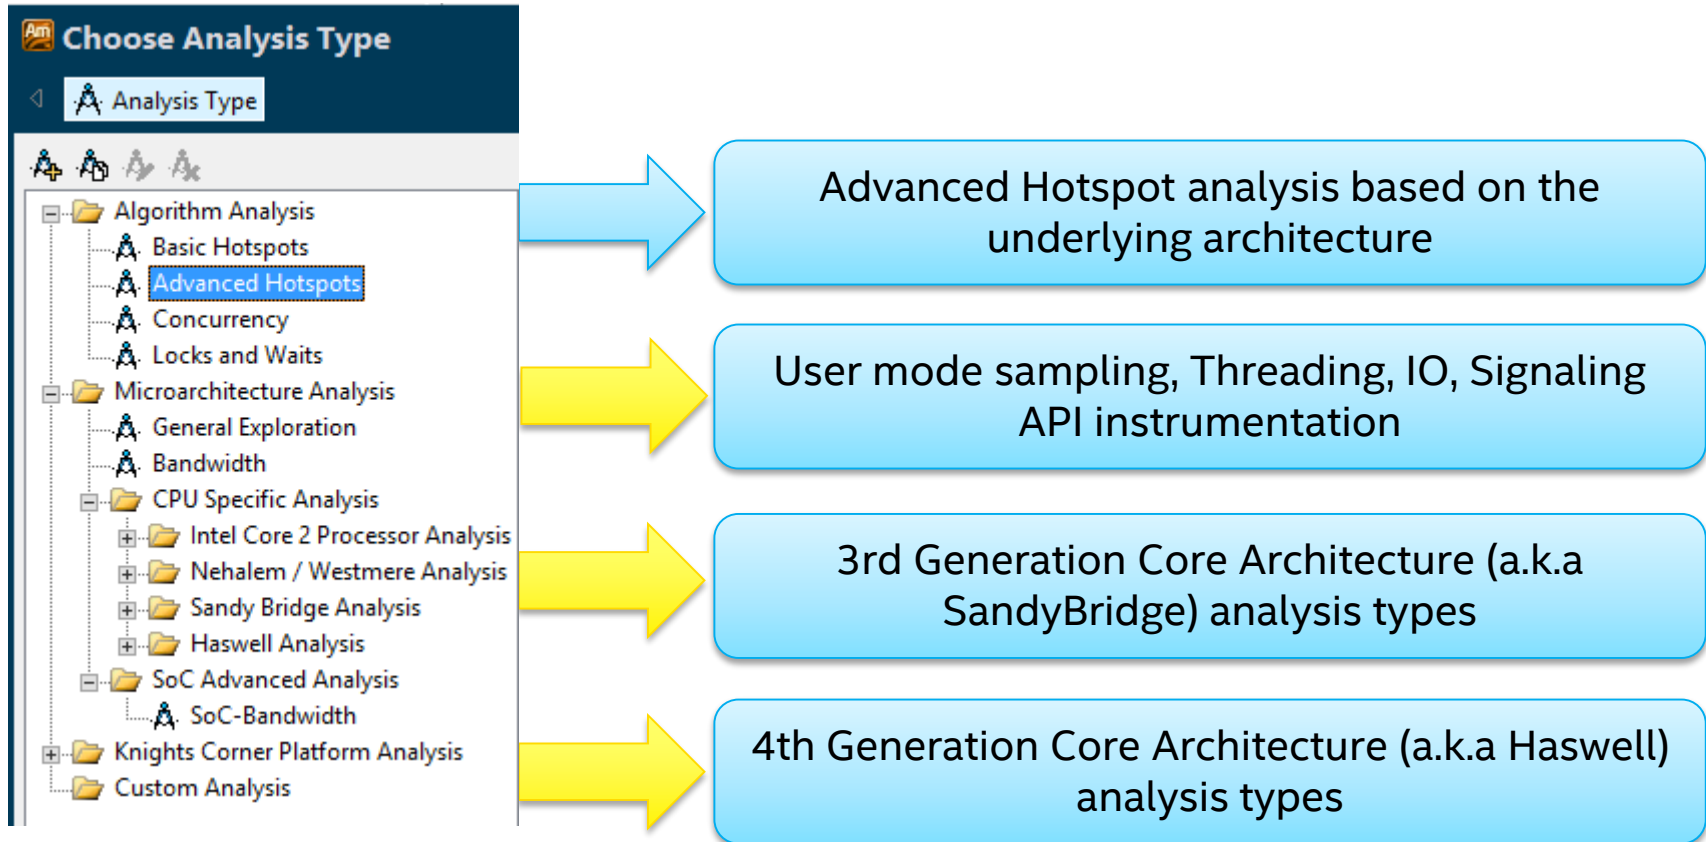 Am
Choose Analysis Type
Analysis Type
Algorithm Analysis
Basic Hotspots
Advanced Hotspots
Concurrency
Locks and Waits
Microarchitecture Analysis
General Exploration
Bandwidth
CPU Specific Analysis
Intel Core 2 Processor Analysis
Nehalem / Westmere Analysis
Sandy Bridge Analysis
Haswell Analysis
SoC Advanced Analysis
SoC-Bandwidth
Knights Corner Platform Analysis
Custom Analysis
Advanced Hotspot analysis based on the
underlying architecture
User mode sampling, Threading, IO, Signaling
API instrumentation
3rd Generation Core Architecture (a.k.a
SandyBridge) analysis types
4th Generation Core Architecture (a.k.a Haswell)
analysis types